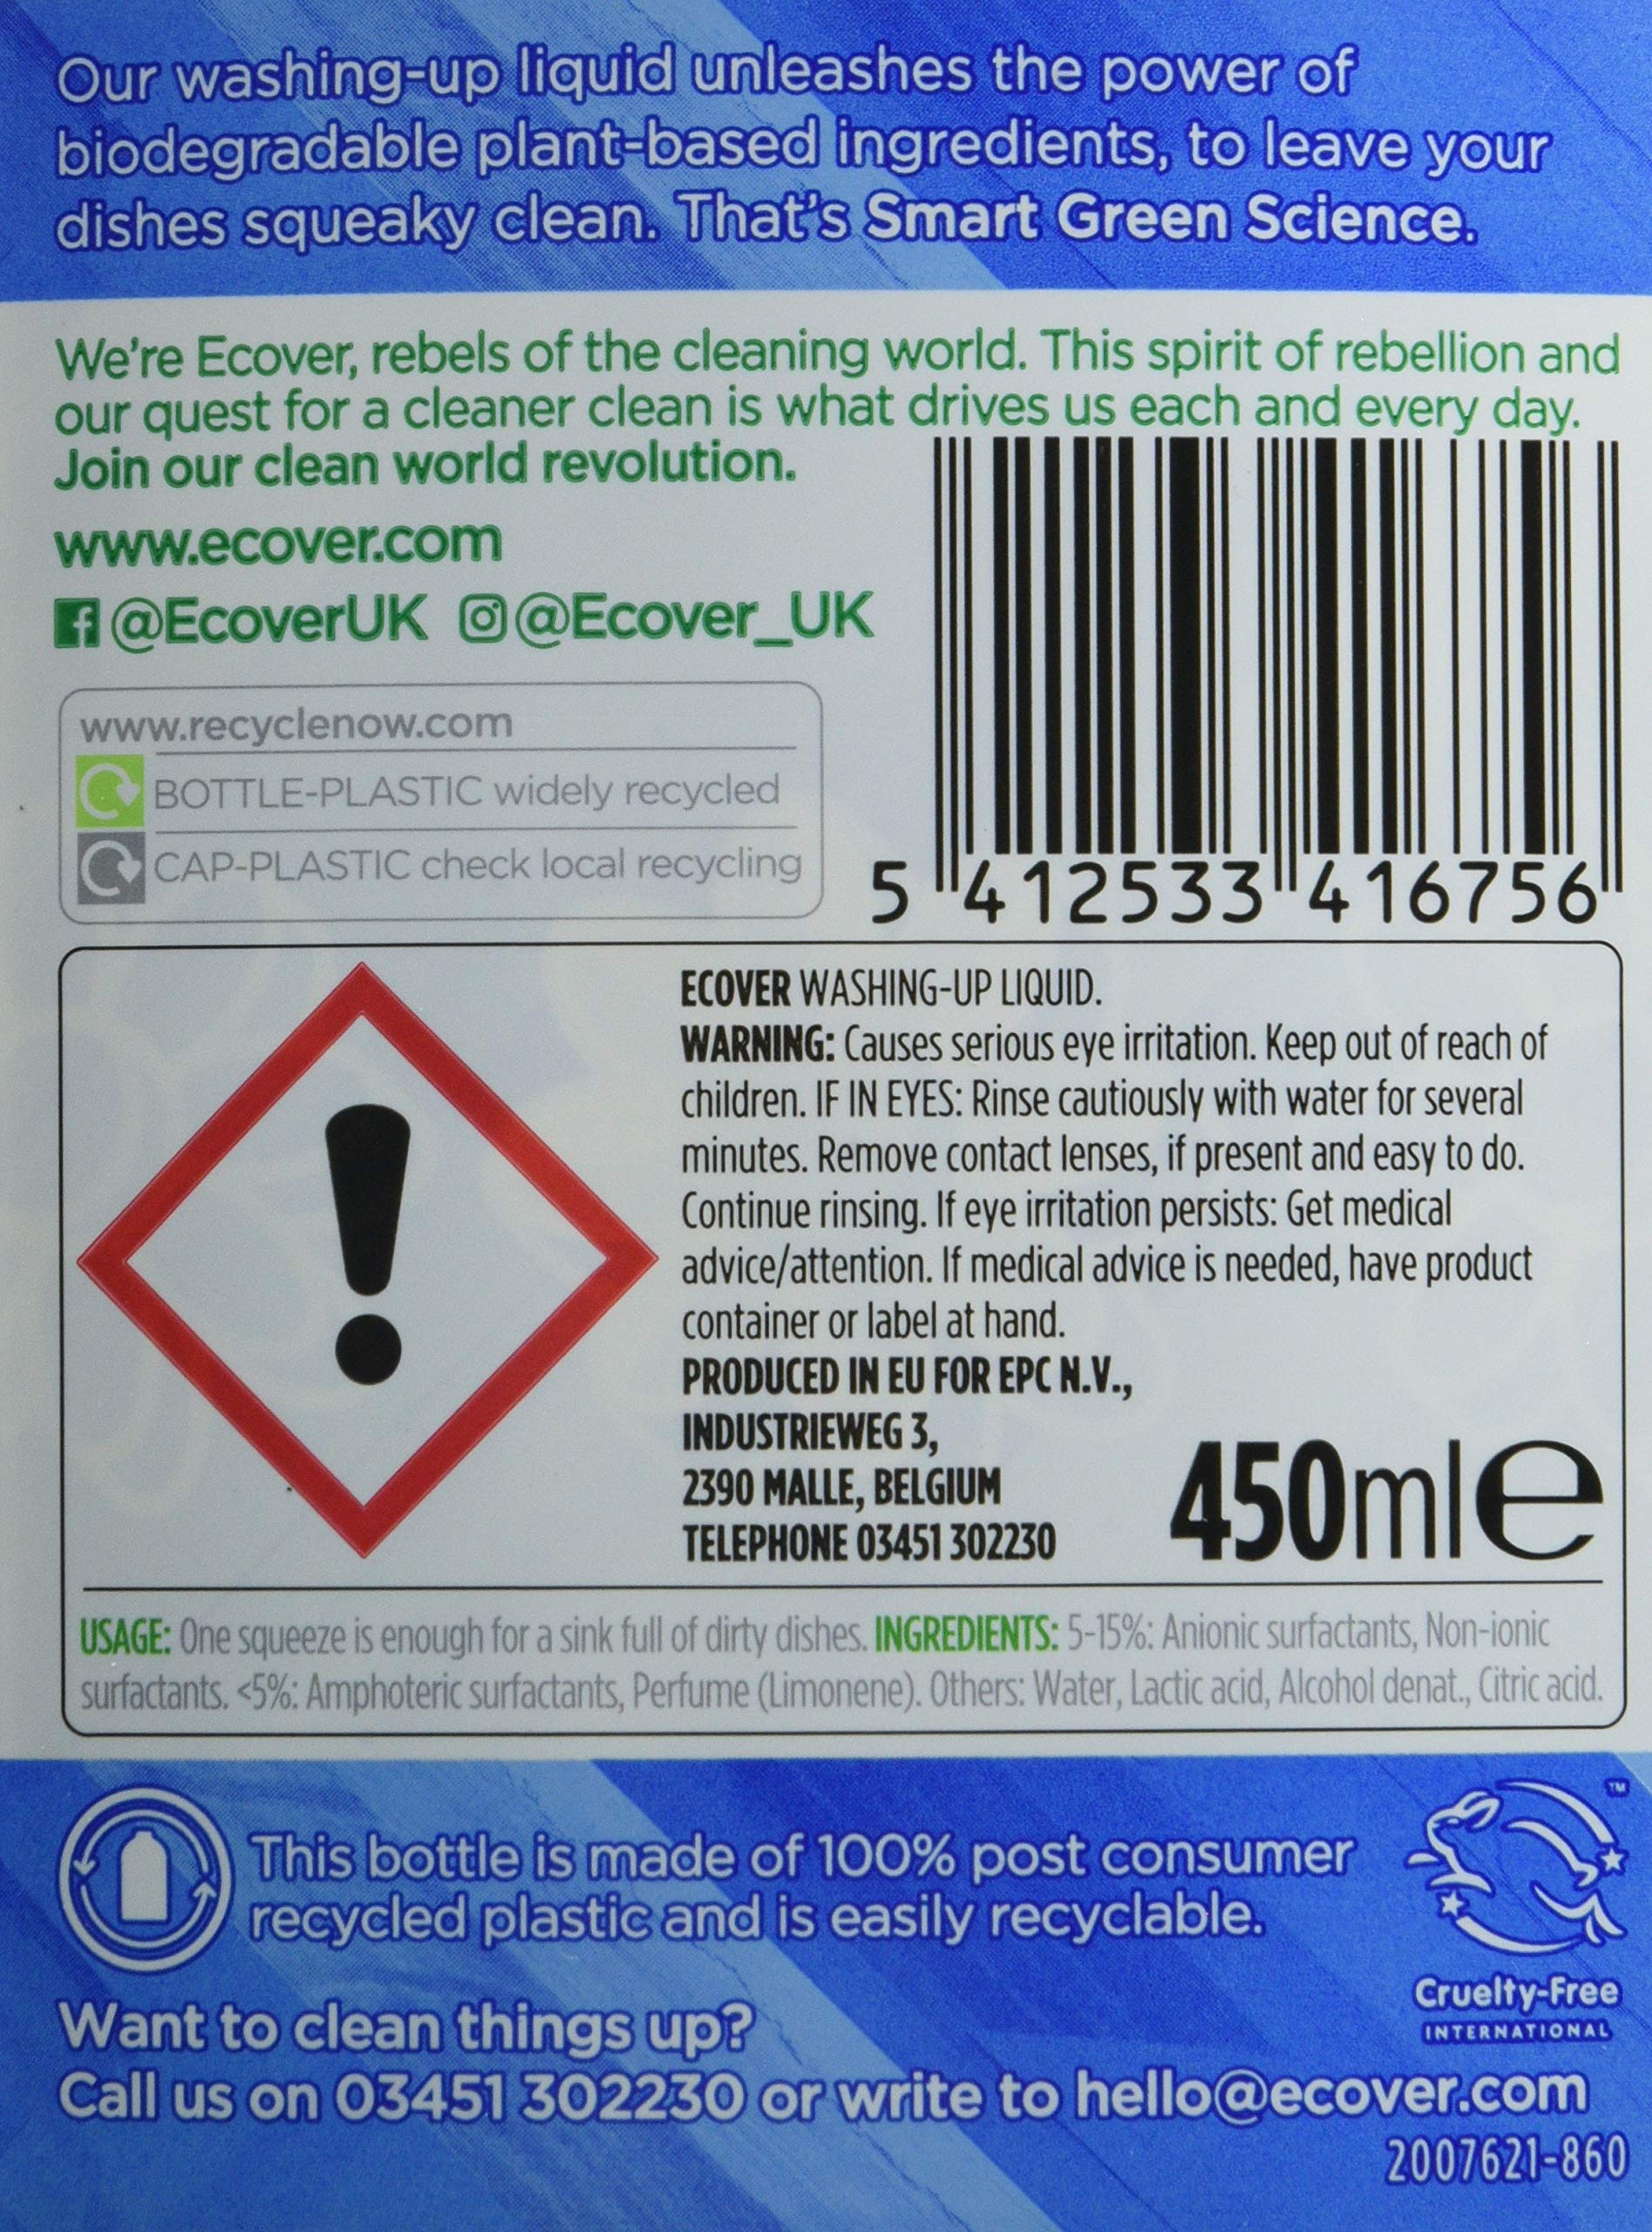 Our washing-up liquid unleashes the power of
biodegradable plant-based ingredients, to leave your
dishes squeaky clean. That's Smart Green Science.
We're Ecover, rebels of the cleaning world. This spirit of rebellion and
our quest for a cleaner clean is what drives us each and every day.
Join our clean world revolution.
www.ecover.com
@EcoverUK @Ecover_UK
www.recyclenow.com
BOTTLE-PLASTIC widely recycled
CAP-PLASTIC check local recycling
5 412533 416756
ECOVER WASHING-UP LIQUID.
WARNING: Causes serious eye irritation. Keep out of reach of
children. IF IN EYES: Rinse cautiously with water for several
minutes. Remove contact lenses, if present and easy to do.
Continue rinsing. If eye irritation persists: Get medical
advice/attention. If medical advice is needed, have product
container or label at hand.
PRODUCED IN EU FOR EPC N.V.,
INDUSTRIEWEG 3,
2390 MALLE, BELGIUM
TELEPHONE 03451 302230
450ml e
USAGE: One squeeze is enough for a sink full of dirty dishes. INGREDIENTS: 5-15%: Anionic surfactants, Non-ionic
surfactants. <5%: Amphoteric surfactants, Perfume (Limonene). Others: Water, Lactic acid, Alcohol denat., Citric acid.
This bottle is made of 100% post consumer
recycled plastic and is easily recyclable.
TM
Cruelty-Free
INTERNATIONAL
Want to clean things up?
Call us on 03451 302230 or write to hello@ecover.com
2007621-860